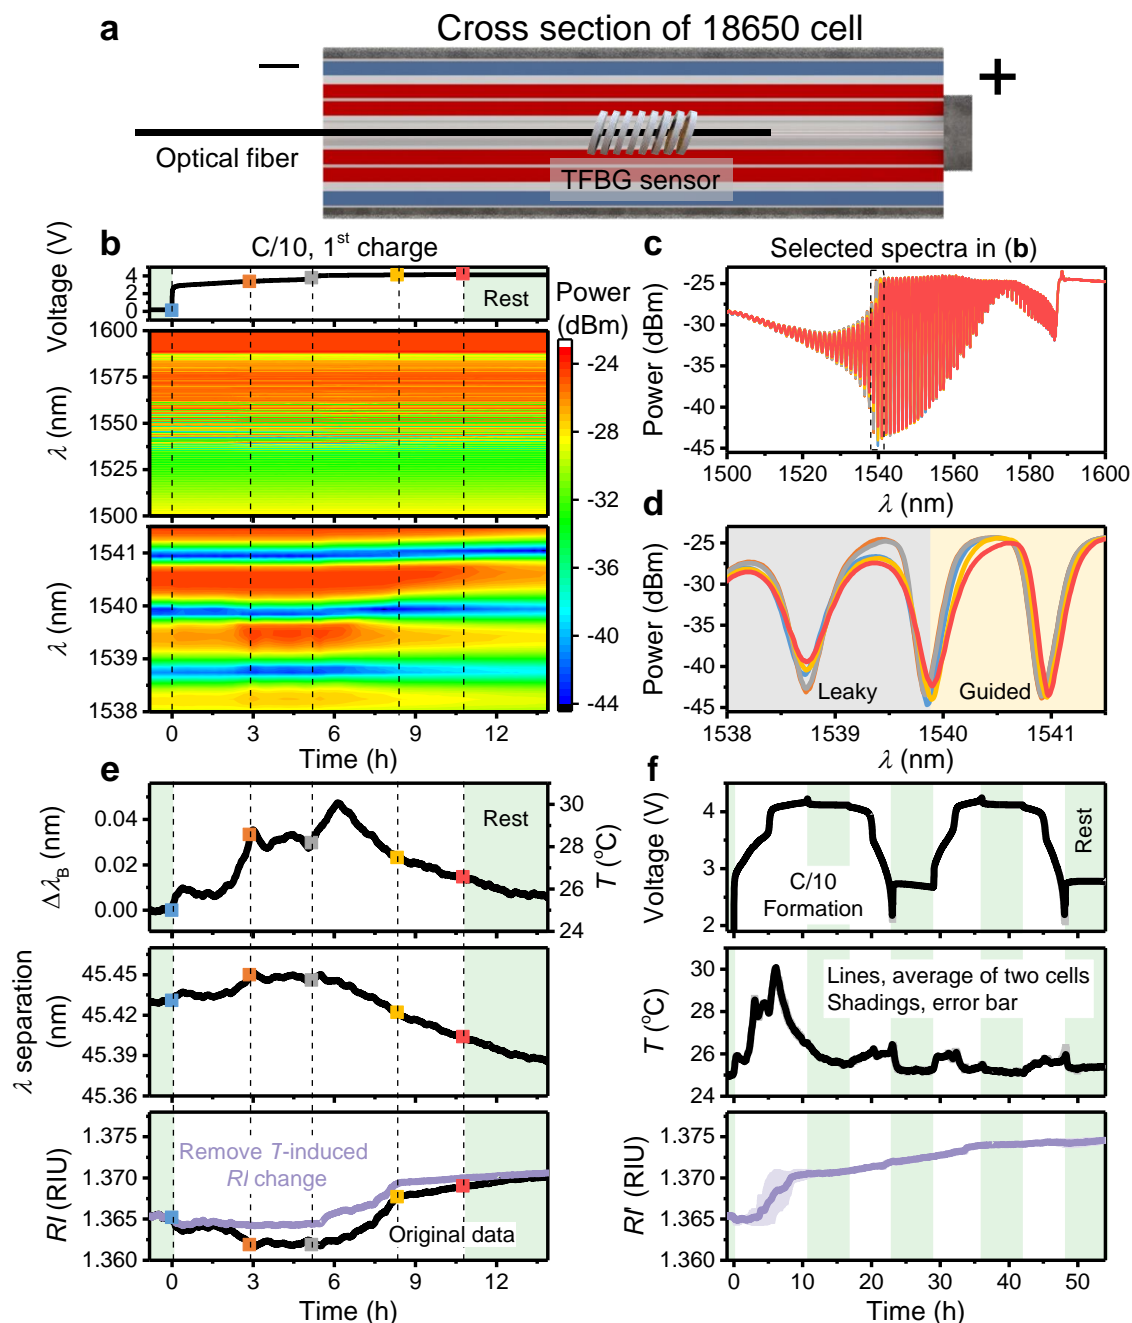 a
Cross section of 18650 cell
−
+
Optical fiber
TFBG sensor
b
C/10, 1st charge
Voltage (V)
4
2
0
Rest
Power
(dBm)
-24
-28
-32
-36
-40
-44
λ (nm)
1600
1575
1550
1525
1500
λ (nm)
1541
1540
1539
1538
0 3 6 9 12
Time (h)
c
Selected spectra in (b)
Power (dBm)
-25
-30
-35
-40
-45
1500 1520 1540 1560 1580 1600
λ (nm)
d
Power (dBm)
-25
-30
-35
-40
-45
Leaky
Guided
1538 1539 1540 1541
λ (nm)
e
ΔλB (nm)
0.04
0.02
0.00
Rest
T (oC)
30
28
26
24
λ separation
(nm)
45.45
45.42
45.39
45.36
RI (RIU)
1.375
1.370
1.365
1.360
Remove T-induced
RI change
Original data
0 3 6 9 12
Time (h)
f
Voltage (V)
4
3
2
C/10
Formation
Rest
T (oC)
30
28
26
24
Lines, average of two cells
Shadings, error bar
RI' (RIU)
1.375
1.370
1.365
1.360
0 10 20 30 40 50
Time (h)